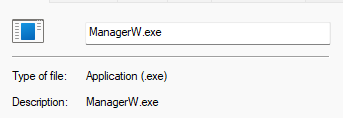 ManagerW.exe
Type of file: Application (.exe)
Description: ManagerW.exe